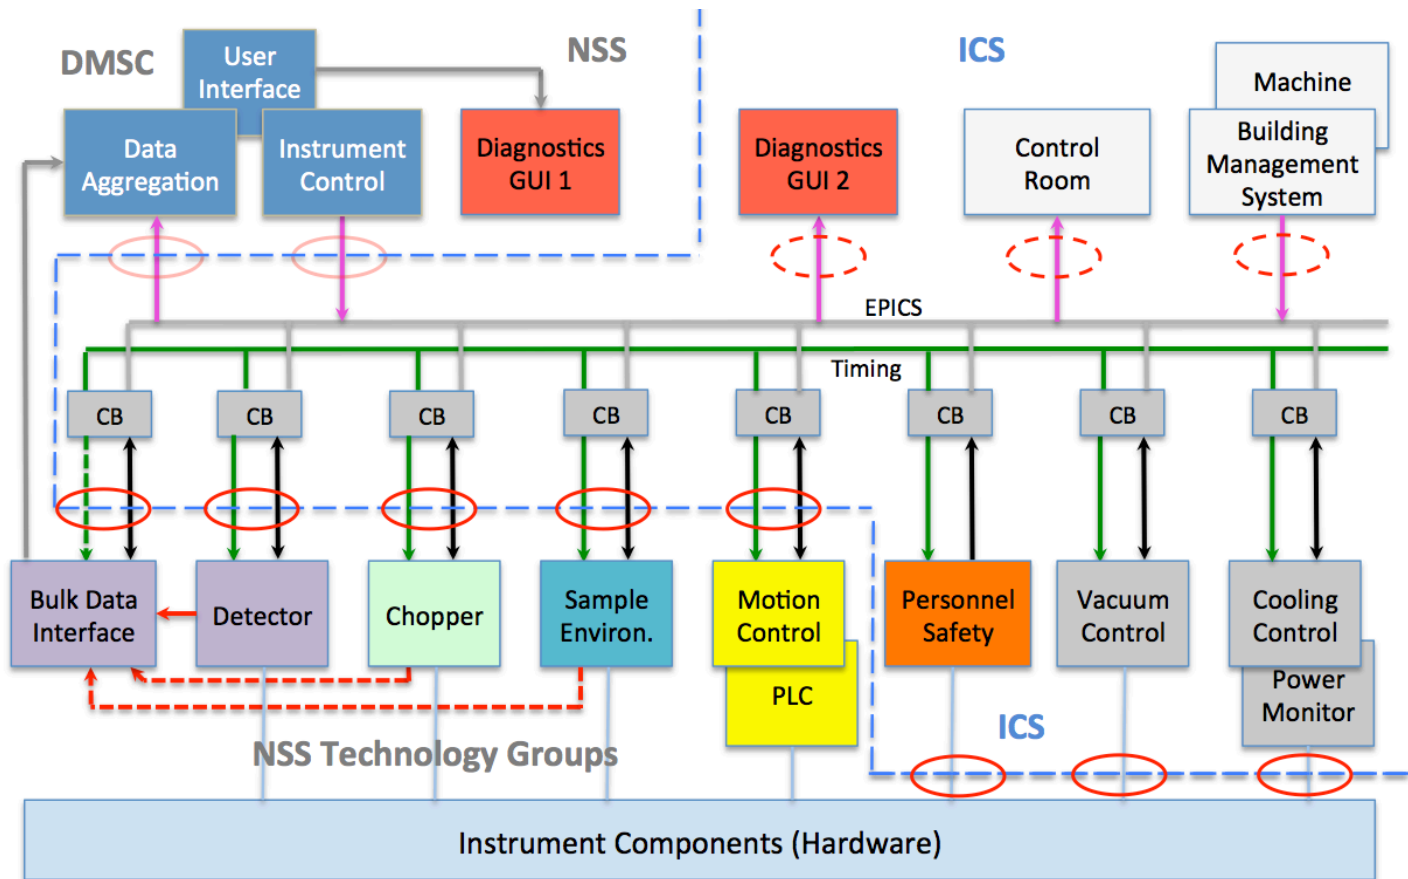 DMSC
User
Interface
NSS
ICS
Machine
Data
Aggregation
Instrument
Control
Diagnostics
GUI 1
Diagnostics
GUI 2
Control
Room
Building
Management
System
EPICS
Timing
CB
CB
CB
CB
CB
CB
CB
CB
Bulk Data
Interface
Detector
Chopper
Sample
Environ.
Motion
Control
PLC
Personnel
Safety
Vacuum
Control
Cooling
Control
Power
Monitor
NSS Technology Groups
ICS
Instrument Components (Hardware)